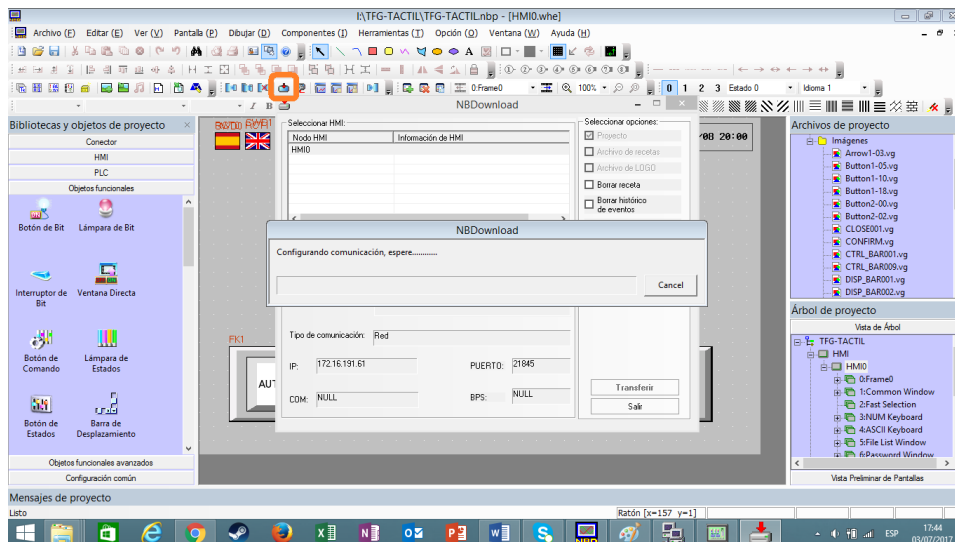 I:\TFG-TACTIL\TFG-TACTIL.nbp - [HMI0.whe]
Archivo (F) Editar (E) Ver (V) Pantalla (P) Dibujar (D) Componentes (I) Herramientas (T) Opción (O) Ventana (W) Ayuda (H)
0:Frame0 100% 0 1 2 3 Estado 0 Idioma 1
NBDownload
Bibliotecas y objetos de proyecto
Conector
HMI
PLC
Objetos funcionales
Botón de Bit Lámpara de Bit
Interruptor de Bit Ventana Directa
Botón de Comando Lámpara de Estados
Botón de Estados Barra de Desplazamiento
Objetos funcionales avanzados
Configuración común
Seleccionar HMI:
Nodo HMI Información de HMI
HMI0
Seleccionar opciones:
Proyecto
Archivo de recetas
Archivo de LOGO
Borrar receta
Borrar histórico de eventos
/08 20:00
NBDownload
Configurando comunicación, espere............
Cancel
FK1
AUT
Tipo de comunicación: Red
IP: 172.16.191.61 PUERTO: 21845
COM: NULL BPS: NULL
Transferir
Salir
Archivos de proyecto
Imágenes
Arrow1-03.vg
Button1-05.vg
Button1-10.vg
Button1-18.vg
Button2-00.vg
Button2-02.vg
CLOSE001.vg
CONFIRM.vg
CTRL_BAR001.vg
CTRL_BAR009.vg
DISP_BAR001.vg
DISP_BAR002.vg
Árbol de proyecto
Vista de Árbol
TFG-TACTIL
HMI
HMI0
0:Frame0
1:Common Window
2:Fast Selection
3:NUM Keyboard
4:ASCII Keyboard
5:File List Window
6:Password Window
Vista Preliminar de Pantallas
Mensajes de proyecto
Listo
Ratón [x=157 y=1]
ESP
17:44
03/07/2017